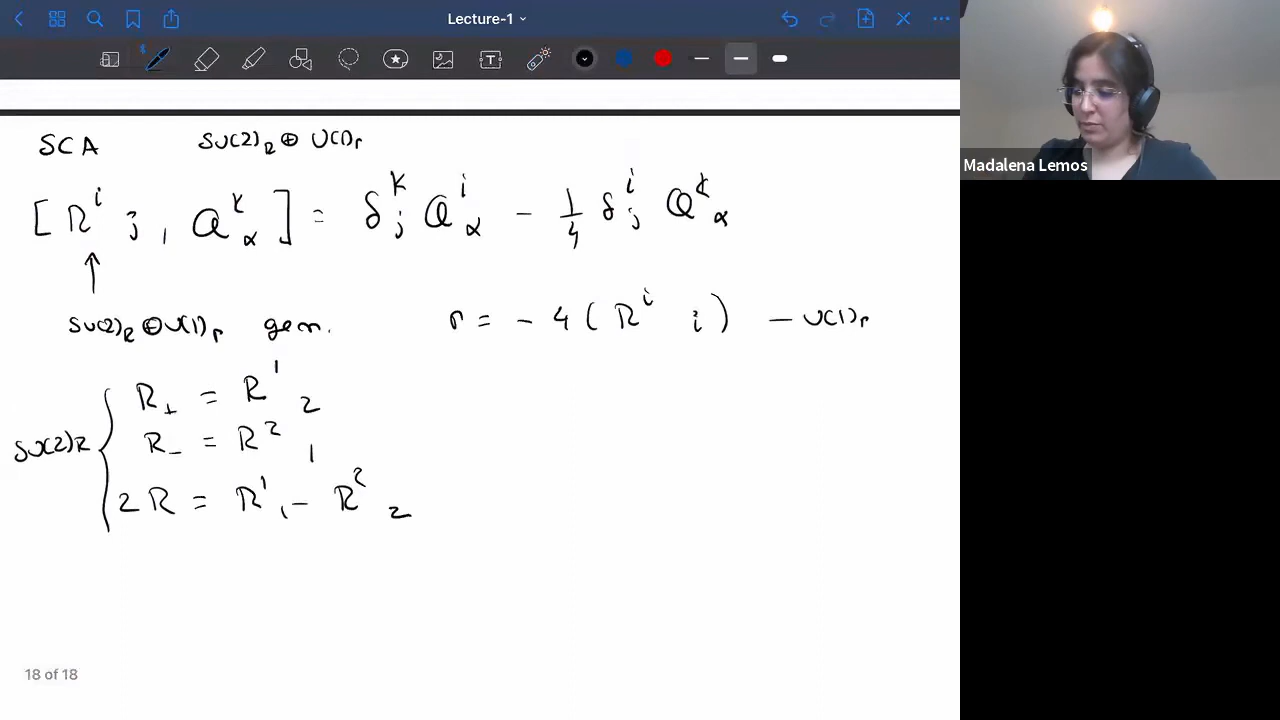 Lecture-1
Madalena Lemos
SCA SU(2)_R ⊕ U(1)_r
[R^i_j, Q^k_α] = δ^k_j Q^i_α - 1/4 δ^i_j Q^k_α
↑
SU(2)_R ⊕ U(1)_r gen. r = - 4 (R^i_i) — U(1)_r
R_+ = R^1_2
SU(2)_R { R_- = R^2_1
2R = R^1_1 - R^2_2
18 of 18